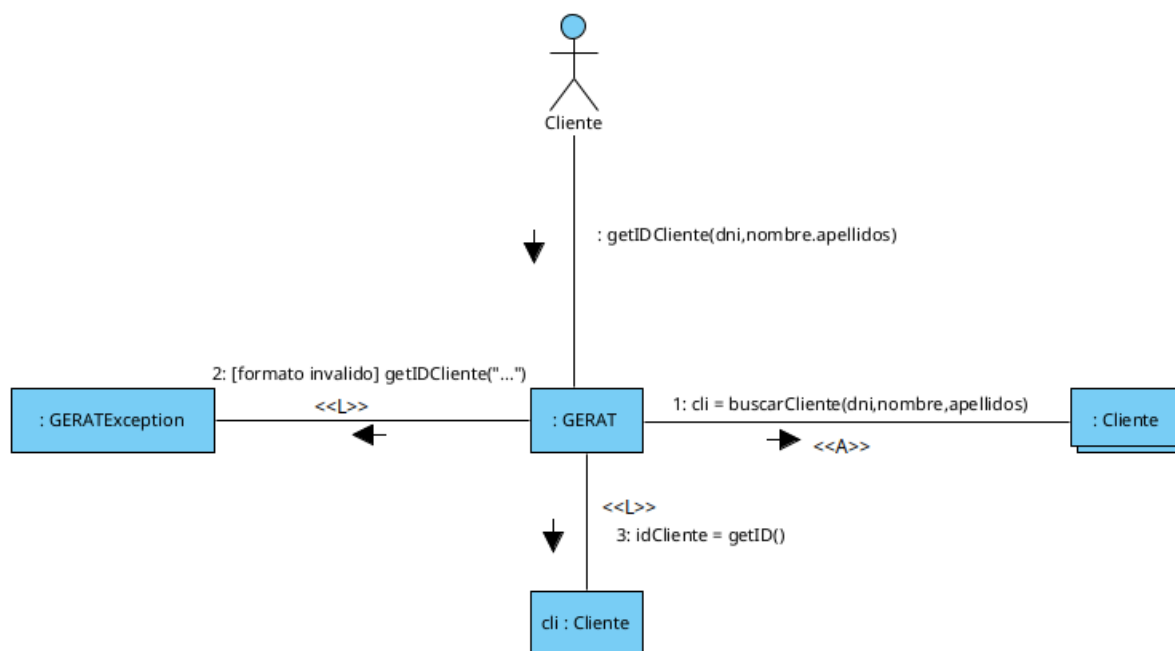 Cliente
: getIDCliente(dni,nombre.apellidos)
2: [formato invalido] getIDCliente("...")
<<L>>
: GERATException
: GERAT
1: cli = buscarCliente(dni,nombre,apellidos)
<<A>>
: Cliente
<<L>>
3: idCliente = getID()
cli : Cliente